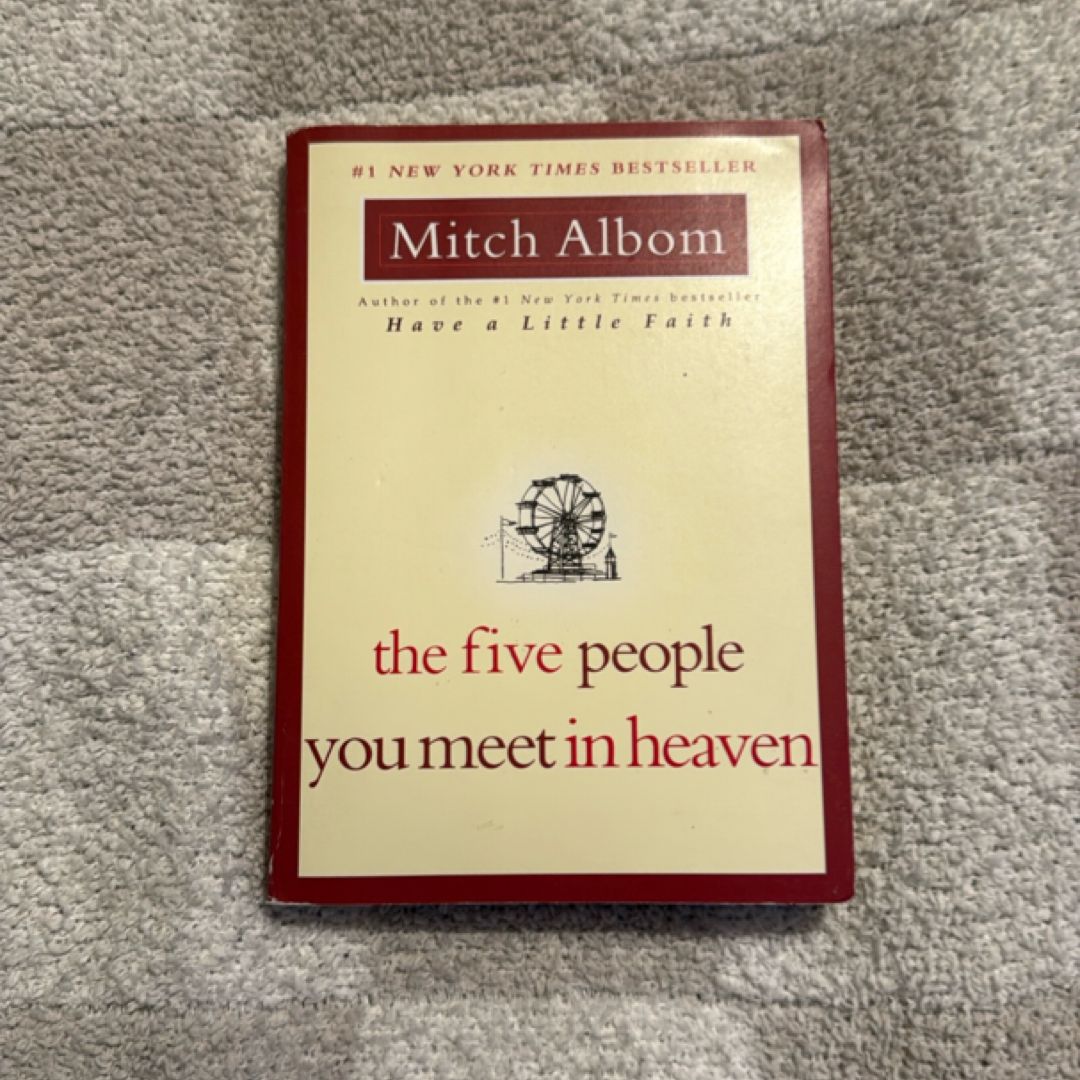 #1 NEW YORK TIMES BESTSELLER
Mitch Albom
Author of the #1 New York Times bestseller
Have a Little Faith
the five people
you meet in heaven